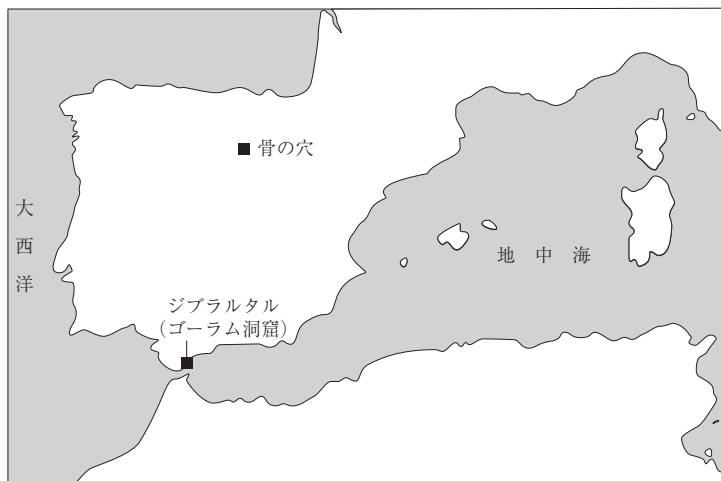 骨の穴
大西洋
地中海
ジブラルタル
（ゴーラム洞窟）